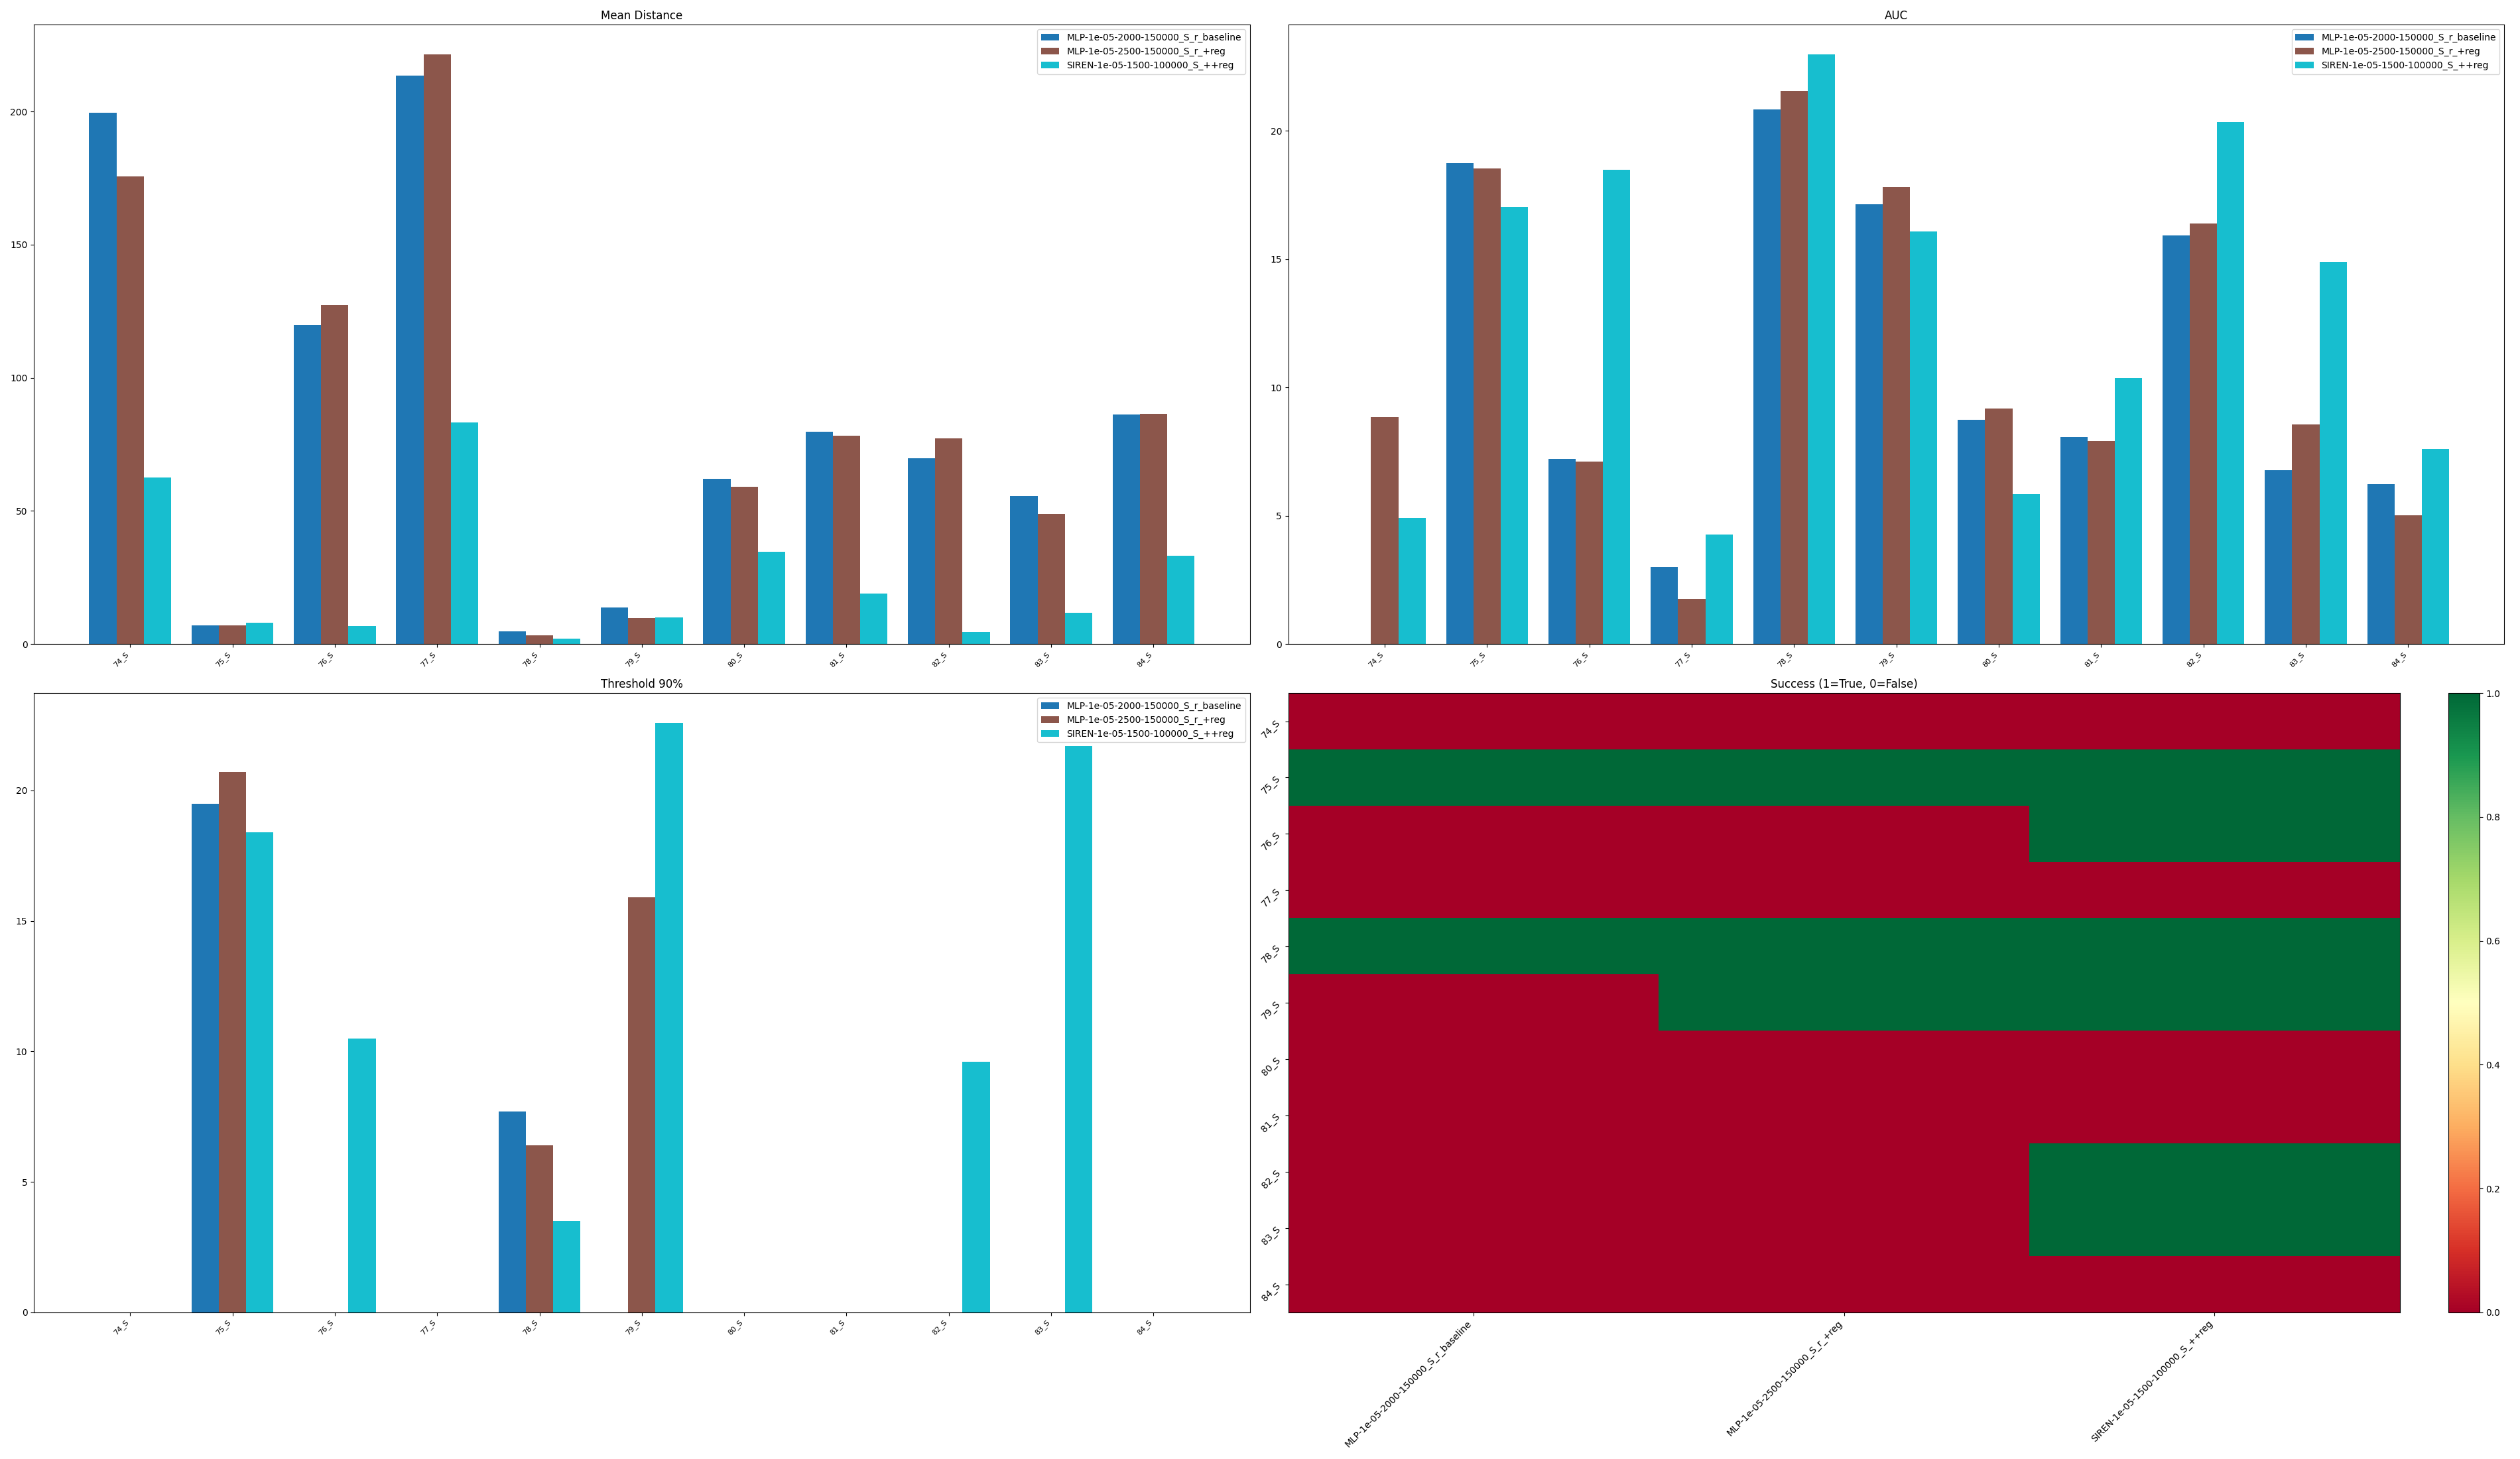 Mean Distance
MLP-1e-05-2000-150000_S_r_baseline
MLP-1e-05-2500-150000_S_r_+reg
SIREN-1e-05-1500-100000_S_++reg
200
150
100
50
0
74_S 75_S 76_S 77_S 78_S 79_S 80_S 81_S 82_S 83_S 84_S
AUC
MLP-1e-05-2000-150000_S_r_baseline
MLP-1e-05-2500-150000_S_r_+reg
SIREN-1e-05-1500-100000_S_++reg
20
15
10
5
0
74_S 75_S 76_S 77_S 78_S 79_S 80_S 81_S 82_S 83_S 84_S
Threshold 90%
MLP-1e-05-2000-150000_S_r_baseline
MLP-1e-05-2500-150000_S_r_+reg
SIREN-1e-05-1500-100000_S_++reg
20
15
10
5
0
74_S 75_S 76_S 77_S 78_S 79_S 80_S 81_S 82_S 83_S 84_S
Success (1=True, 0=False)
74_S
75_S
76_S
77_S
78_S
79_S
80_S
81_S
82_S
83_S
84_S
MLP-1e-05-2000-150000_S_r_baseline
MLP-1e-05-2500-150000_S_r_+reg
SIREN-1e-05-1500-100000_S_++reg
1.0
0.8
0.6
0.4
0.2
0.0